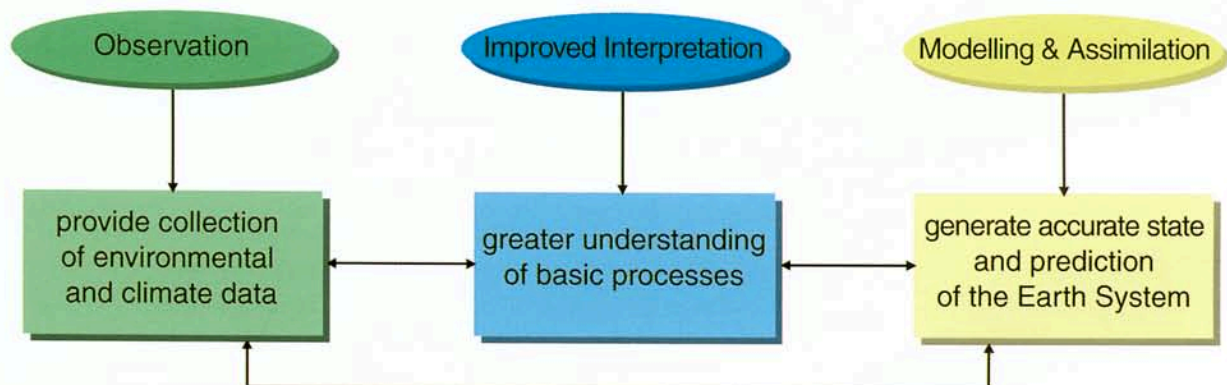 Observation
Improved Interpretation
Modelling & Assimilation
provide collection
of environmental
and climate data
greater understanding
of basic processes
generate accurate state
and prediction
of the Earth System